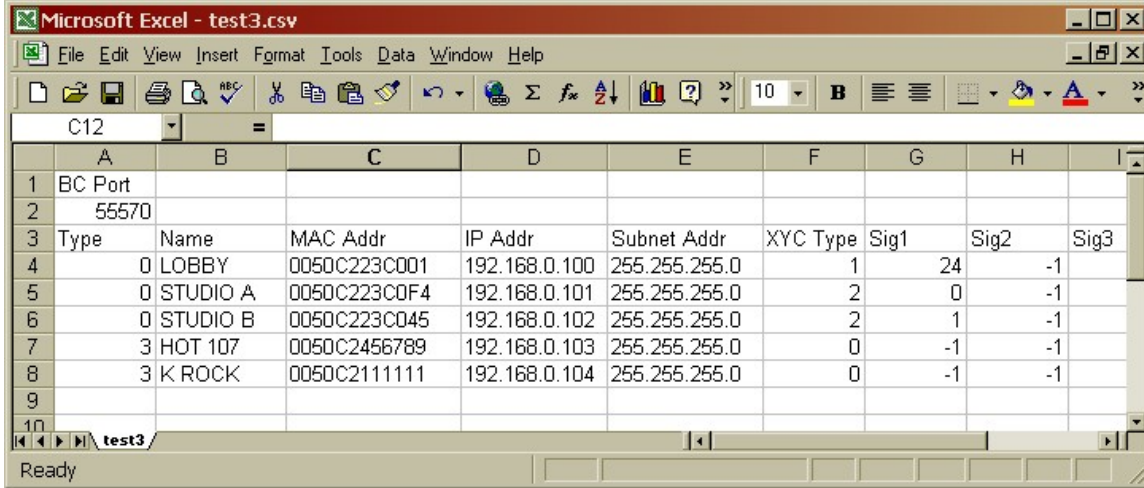 Microsoft Excel - test3.csv
File Edit View Insert Format Tools Data Window Help
ABC Σ fx A Z 10 B A
C12 =
A B C D E F G H I
1 BC Port
2 55570
3 Type Name MAC Addr IP Addr Subnet Addr XYC Type Sig1 Sig2 Sig3
4 0 LOBBY 0050C223C001 192.168.0.100 255.255.255.0 1 24 -1
5 0 STUDIO A 0050C223C0F4 192.168.0.101 255.255.255.0 2 0 -1
6 0 STUDIO B 0050C223C045 192.168.0.102 255.255.255.0 2 1 -1
7 3 HOT 107 0050C2456789 192.168.0.103 255.255.255.0 0 -1 -1
8 3 K ROCK 0050C2111111 192.168.0.104 255.255.255.0 0 -1 -1
9
10
test3
Ready